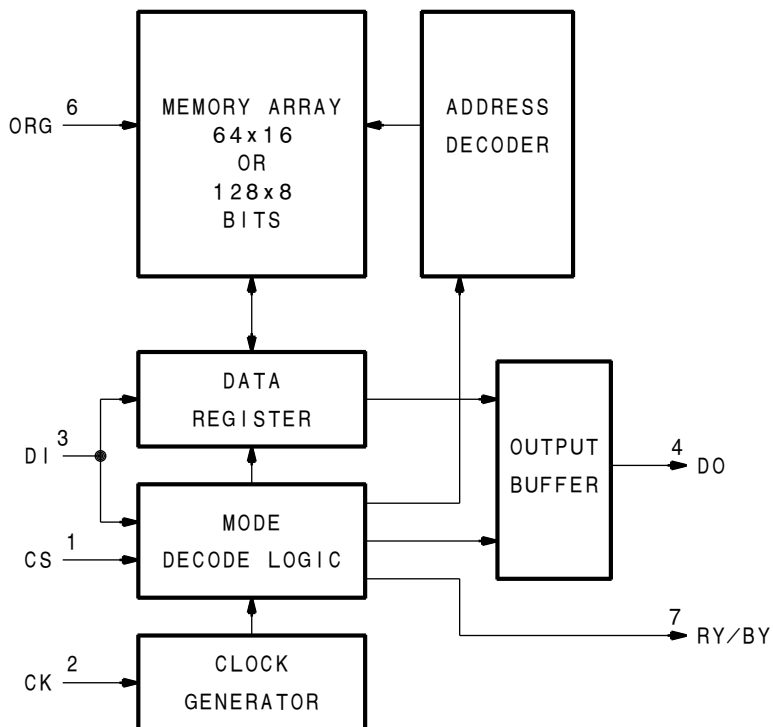 6
ORG
MEMORY ARRAY
64x16
OR
128x8
BITS
ADDRESS
DECODER
DATA
REGISTER
3
DI
OUTPUT
BUFFER
4
DO
MODE
DECODE LOGIC
1
CS
7
RY/BY
2
CK
CLOCK
GENERATOR